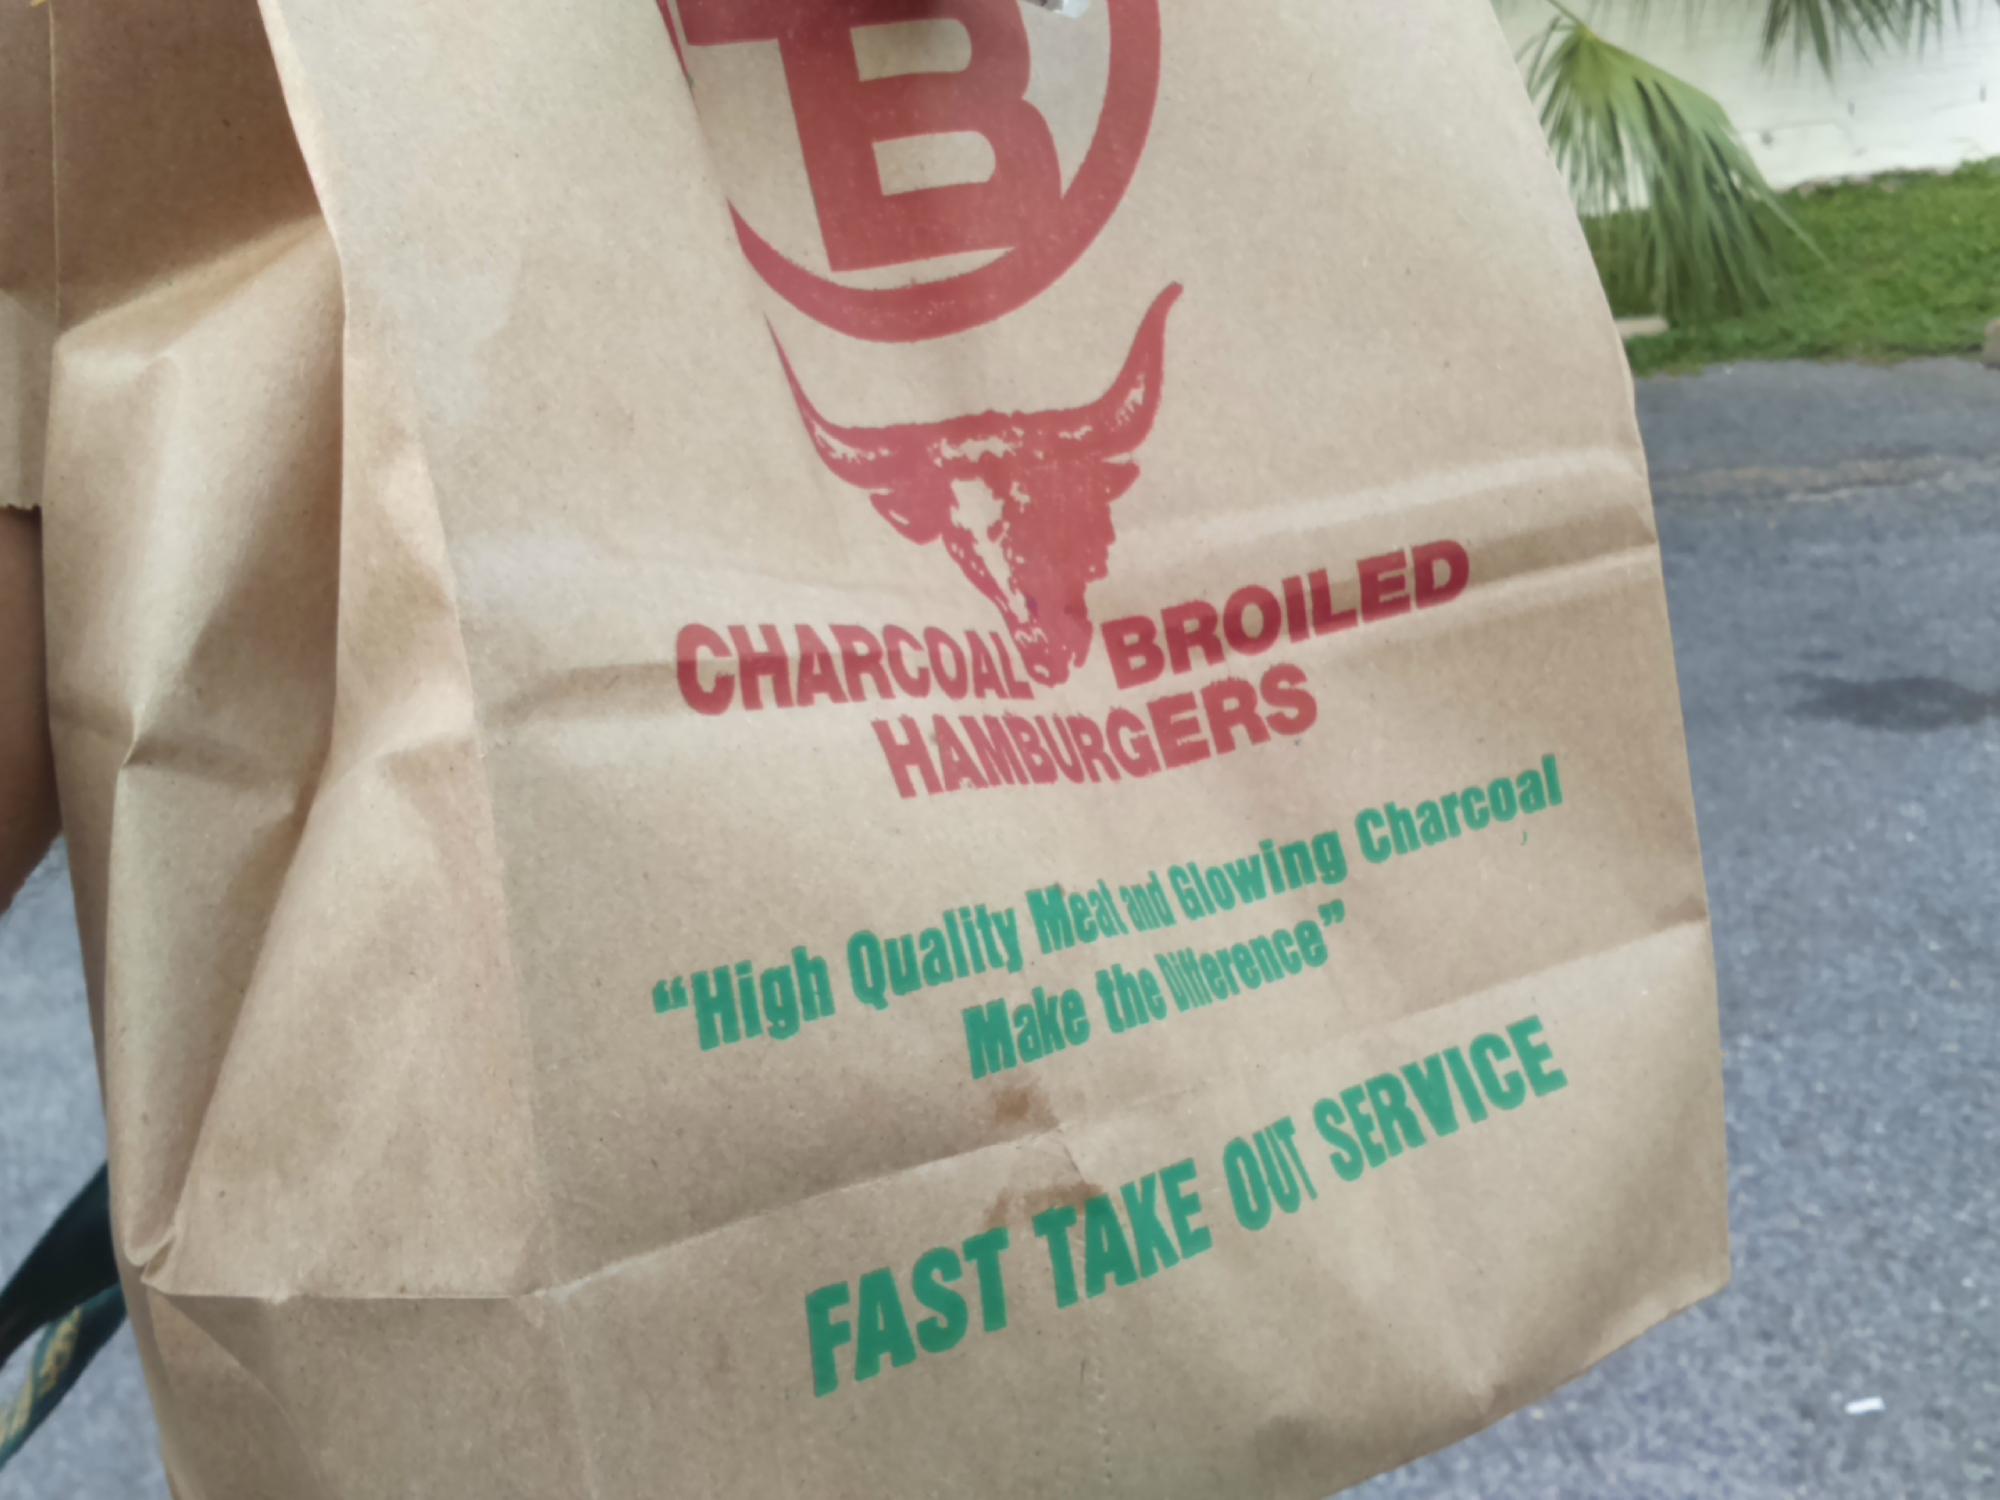 B
CHARCOAL BROILED
HAMBURGERS
“High Quality Meat and Glowing Charcoal
Make the Difference”
FAST TAKE OUT SERVICE